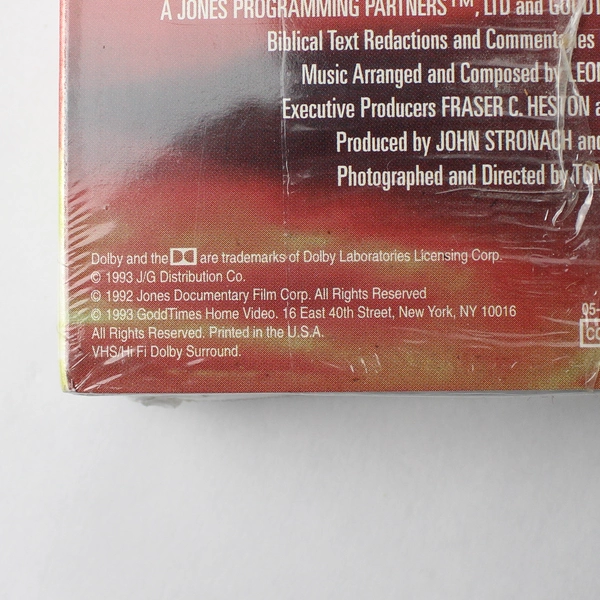 A JONES PROGRAMMING PARTNERS™, LTD and
Biblical Text Redactions and Commentaries
Music Arranged and Composed by
Executive Producers FRASER C. HESTON
Produced by JOHN STRONACH and
Photographed and Directed by
Dolby and the are trademarks of Dolby Laboratories Licensing Corp.
© 1993 J/G Distribution Co.
© 1992 Jones Documentary Film Corp. All Rights Reserved
© 1993 GoodTimes Home Video. 16 East 40th Street, New York, NY 10016
All Rights Reserved. Printed in the U.S.A.
VHS/Hi Fi Dolby Surround.
05-